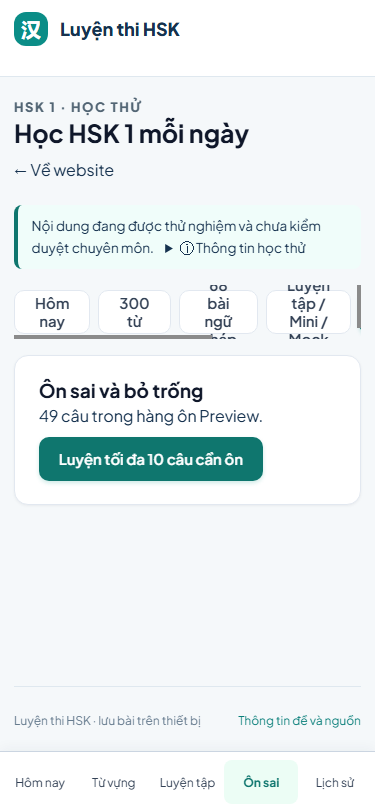 汉 Luyện thi HSK
HSK 1 · HỌC THỬ
Học HSK 1 mỗi ngày
← Về website
Nội dung đang được thử nghiệm và chưa kiểm
duyệt chuyên môn. ▶ ⓘ Thông tin học thử
Hôm
nay
300
từ
bài
ngữ
Luyện
tập /
Mini /
Mock
Ôn sai và bỏ trống
49 câu trong hàng ôn Preview.
Luyện tối đa 10 câu cần ôn
Luyện thi HSK · lưu bài trên thiết bị
Thông tin đề và nguồn
Hôm nay
Từ vựng
Luyện tập
Ôn sai
Lịch sử